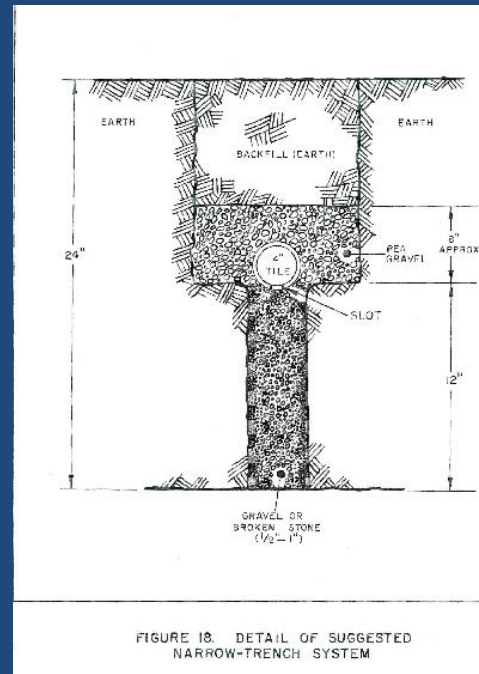 EARTH
EARTH
BACKFILL (EARTH)
24"
4"
TILE
PEA
GRAVEL
8"
APPROX
SLOT
12"
GRAVEL OR
BROKEN STONE
(1/2"-1")
FIGURE 18. DETAIL OF SUGGESTED
NARROW-TRENCH SYSTEM